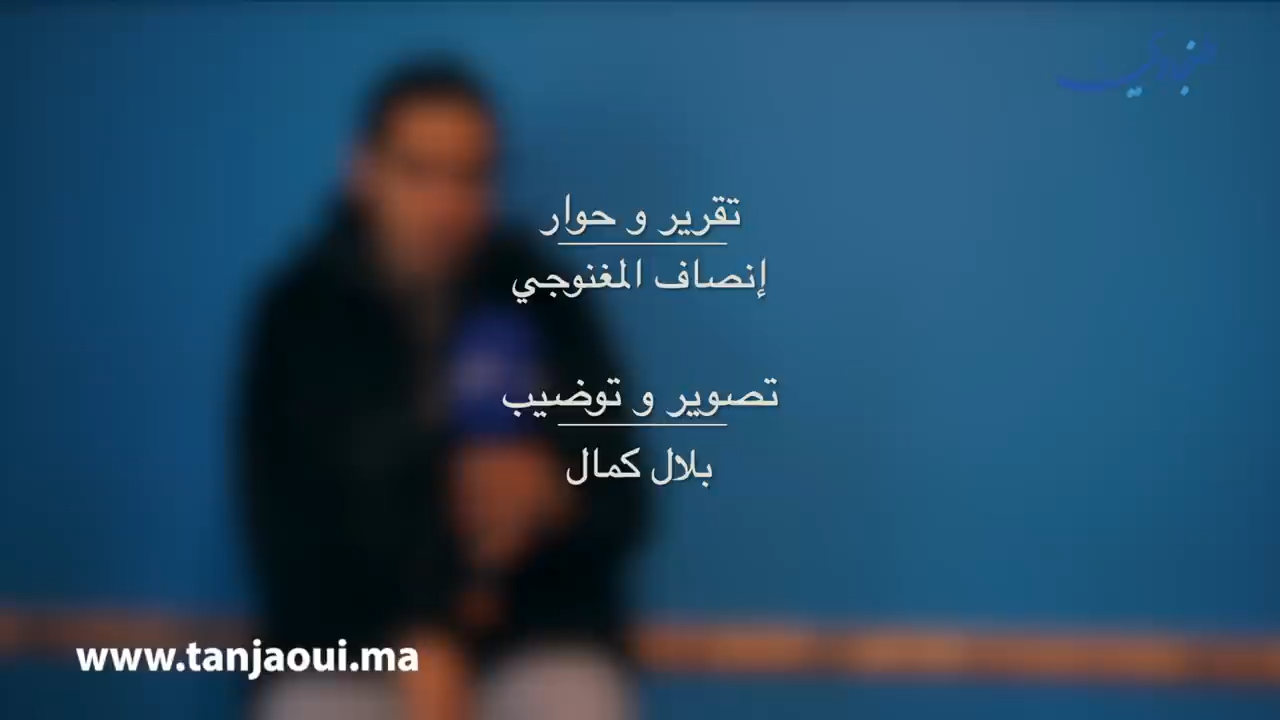 تقرير و حوار
إنصاف المغنوجي
تصوير و توضيب
بلال كمال
www.tanjaoui.ma